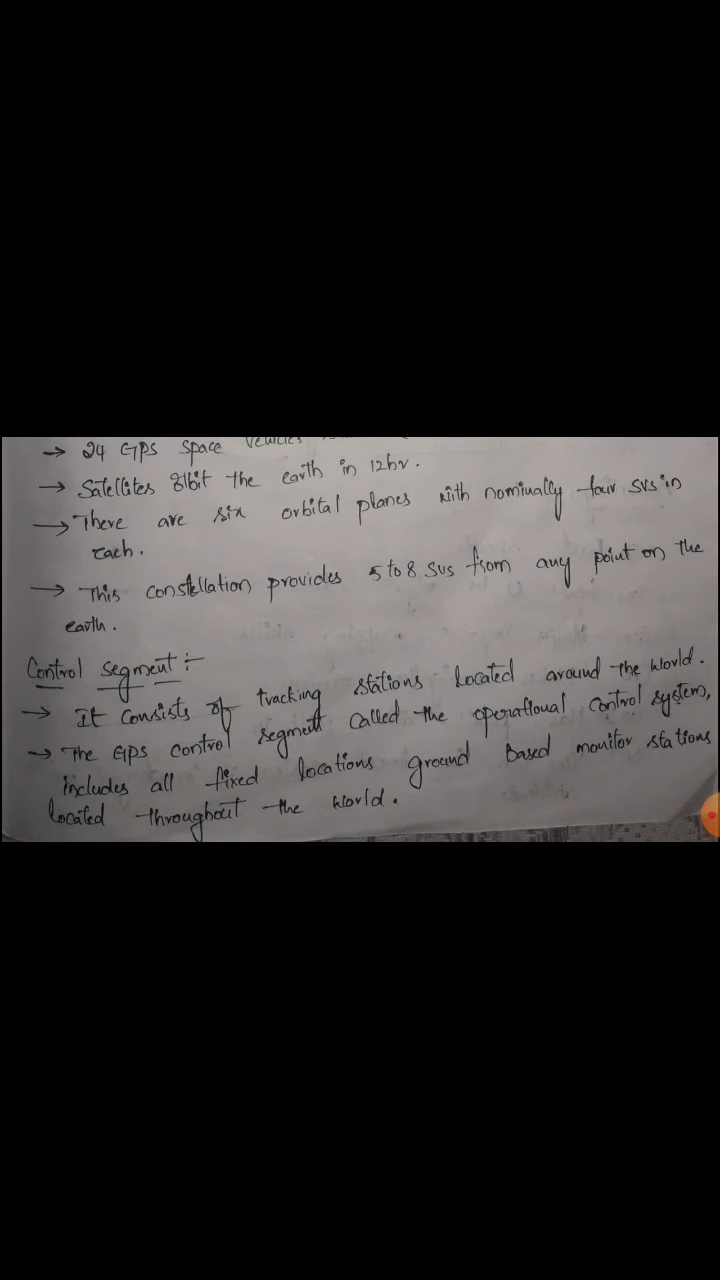 → 24 GPS space vehicles
→ Satellites orbit the earth in 12hr.
→ There are six orbital planes with nominally four SVs in
each.
→ This constellation provides 5 to 8 SVs from any point on the
earth.
Control segment :-
→ It consists of tracking stations located around the world.
→ The GPS control segment called the operational control system,
includes all fixed locations ground based monitor stations
located throughout the world.